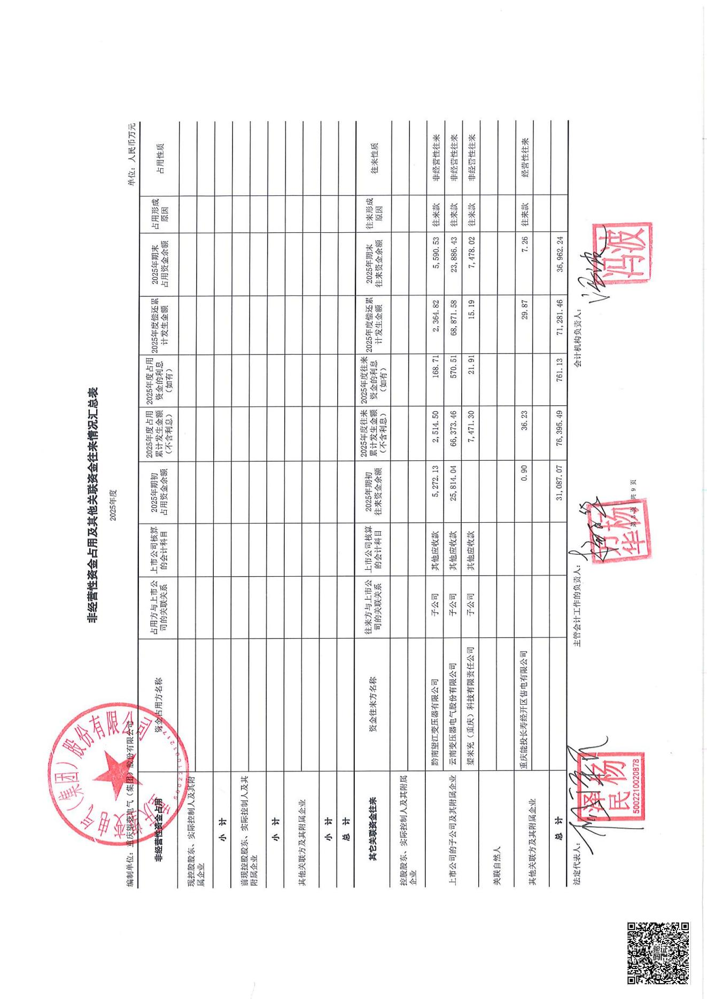 非经营性资金占用及其他关联资金往来情况汇总表
2025年度
编制单位：重庆望变电气（集团）股份有限公司 单位：人民币万元
非经营性资金占用 资金占用方名称 占用方与上市公司的关联关系 上市公司核算的会计科目 2025年期初占用资金余额 2025年度占用累计发生金额（不含利息） 2025年度占用资金的利息（如有） 2025年度偿还累计发生金额 2025年期末占用资金余额 占用形成原因 占用性质
现控股股东、实际控制人及其附属企业
小 计
前现控股股东、实际控制人及其附属企业
小 计
其他关联方及其附属企业
小 计
总 计
其它关联资金往来 资金往来方名称 往来方与上市公司的关联关系 上市公司核算的会计科目 2025年期初往来资金余额 2025年度往来累计发生金额（不含利息） 2025年度往来资金的利息（如有） 2025年度偿还累计发生金额 2025年期末往来资金余额 往来形成原因 往来性质
控股股东、实际控制人及其附属企业
上市公司的子公司及其附属企业
黔南望江变压器有限公司 子公司 其他应收款 5,272.13 2,514.50 168.71 2,364.82 5,590.53 往来款 非经营性往来
云南变压器电气股份有限公司 子公司 其他应收款 25,814.04 66,373.46 570.51 68,871.58 23,886.43 往来款 非经营性往来
望来充（重庆）科技有限责任公司 子公司 其他应收款 7,471.30 21.91 15.19 7,478.02 往来款 非经营性往来
关联自然人
其他关联方及其附属企业
重庆能投长寿经开区售电有限公司 0.90 36.23 29.87 7.26 往来款 经营性往来
总 计 31,087.07 76,395.49 761.13 71,281.46 36,962.24
法定代表人： 主管会计工作的负责人： 会计机构负责人：
泽杨民
5002210020878
冯波
共 9 页
验证